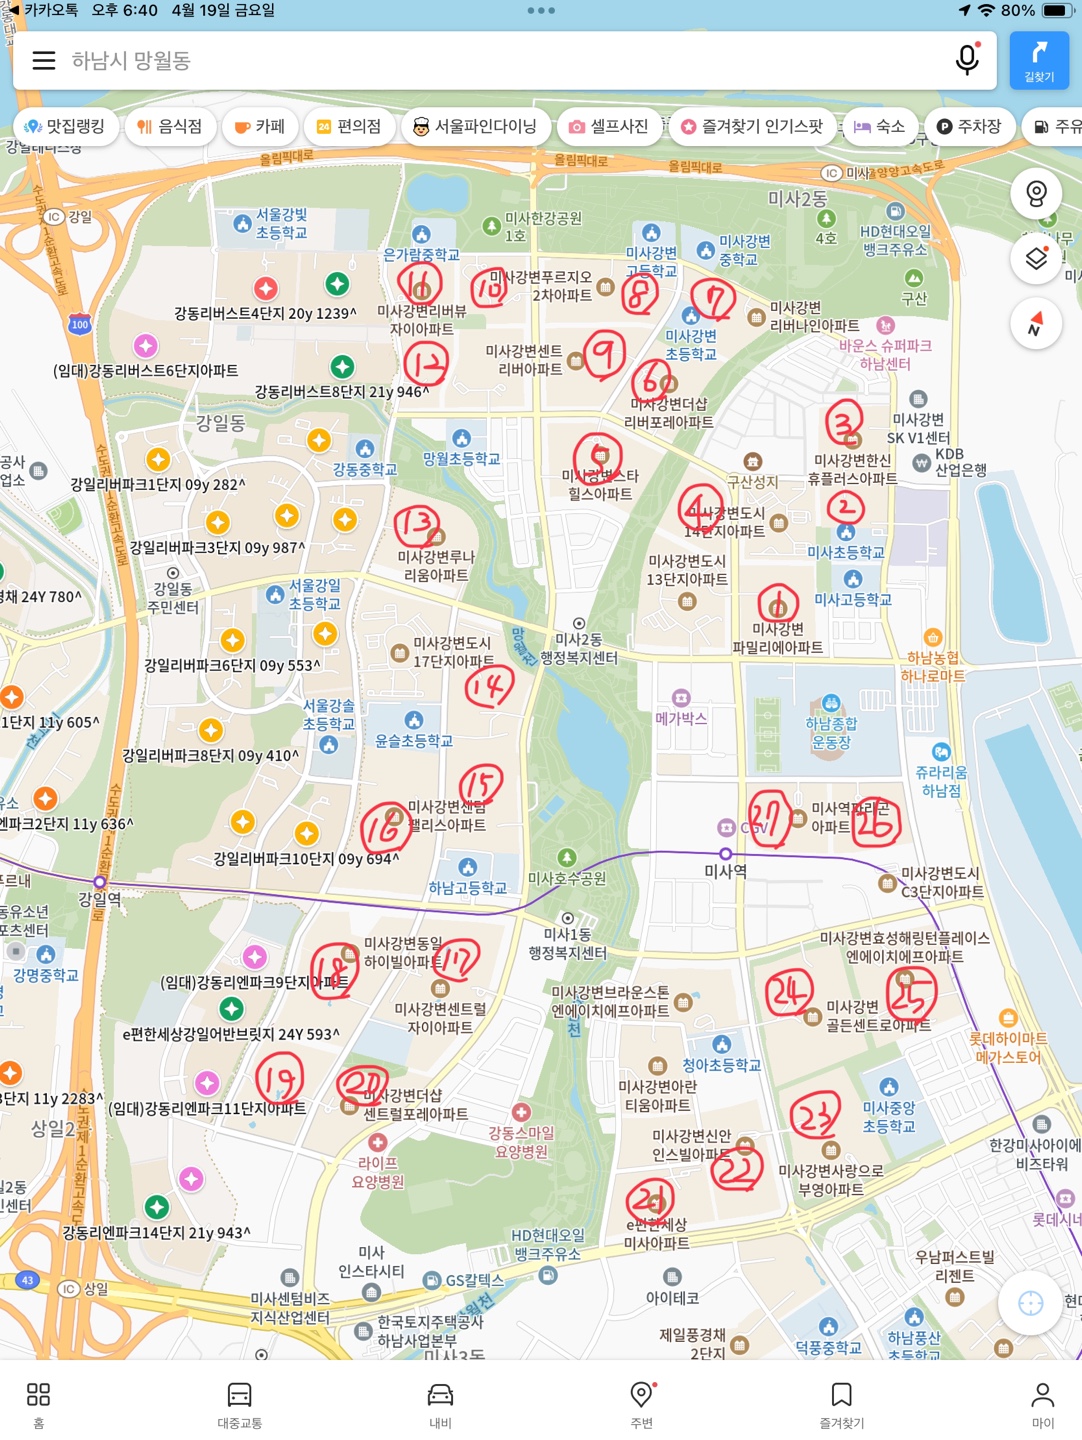 카카오톡 오후 6:40 4월 19일 금요일
80%
하남시 망월동
길찾기
맛집랭킹
음식점
카페
24 편의점
서울파인다이닝
셀프사진
즐겨찾기 인기스팟
숙소
P 주차장
주유
올림픽대로
올림픽대로
올림픽대로
IC 미사
양양고속도로
미사2동
IC 강일
서울강빛
초등학교
은가람중학교
미사한강공원
1호
미사강변
고등학교
미사강변
중학교
4호
HD현대오일
뱅크주유소
구산
N
11
10
8
7
강동리버스트4단지 20y 1239^
미사강변리버뷰
자이아파트
미사강변푸르지오
2차아파트
미사강변
초등학교
미사강변
리버나인아파트
바운스 슈퍼파크
하남센터
100
(임대)강동리버스트6단지아파트
강동리버스트8단지 21y 946^
12
미사강변센트
리버아파트
9
6
미사강변더샵
리버포레아파트
3
미사강변
SK V1센터
KDB
산업은행
강일동
강동중학교
망월초등학교
5
미사강변스타
힐스아파트
구산성지
미사강변한신
휴플러스아파트
강일리버파크1단지 09y 282^
강일리버파크3단지 09y 987^
13
미사강변루나
리움아파트
4
미사강변도시
14단지아파트
2
미사초등학교
미사강변도시
13단지아파트
미사고등학교
24Y 780^
강일동
주민센터
서울강일
초등학교
1
미사강변
파밀리에아파트
망월천
미사2동
행정복지센터
하남농협
하나로마트
강일리버파크6단지 09y 553^
미사강변도시
17단지아파트
14
메가박스
하남종합
운동장
1단지 11y 605^
서울강솔
초등학교
윤슬초등학교
강일리버파크8단지 09y 410^
쥬라리움
하남점
엔파크2단지 11y 636^
강일리버파크10단지 09y 694^
15
16
미사강변센텀
팰리스아파트
27
CGV
미사역파라곤
아파트
26
하남고등학교
미사호수공원
미사역
미사강변도시
C3단지아파트
강일역
미사1동
행정복지센터
강명중학교
미사강변동일
하이빌아파트
18
17
미사강변효성해링턴플레이스
엔에이치에프아파트
(임대)강동리엔파크9단지아파트
미사강변센트럴
자이아파트
미사강변브라운스톤
엔에이치에프아파트
24
25
미사강변
골든센트로아파트
e편한세상강일어반브릿지 24Y 593^
청아초등학교
롯데하이마트
메가스토어
3단지 11y 2283^
19
20
(임대)강동리엔파크11단지아파트
미사강변더샵
센트럴포레아파트
미사강변아란
티움아파트
23
미사중앙
초등학교
상일2
강동스마일
요양병원
라이프
요양병원
미사강변신안
인스빌아파트
22
미사강변사랑으로
부영아파트
한강미사아이에
비즈타워
21
e편한세상
미사아파트
롯데시네
강동리엔파크14단지 21y 943^
HD현대오일
뱅크주유소
미사
인스타시티
GS칼텍스
우남퍼스트빌
리젠트
43
IC 상일
미사센텀비즈
지식산업센터
한국토지주택공사
하남사업본부
망월천
아이테코
제일풍경채
2단지
덕풍중학교
하남풍산
초등학교
미사3동
홈
대중교통
내비
주변
즐겨찾기
마이